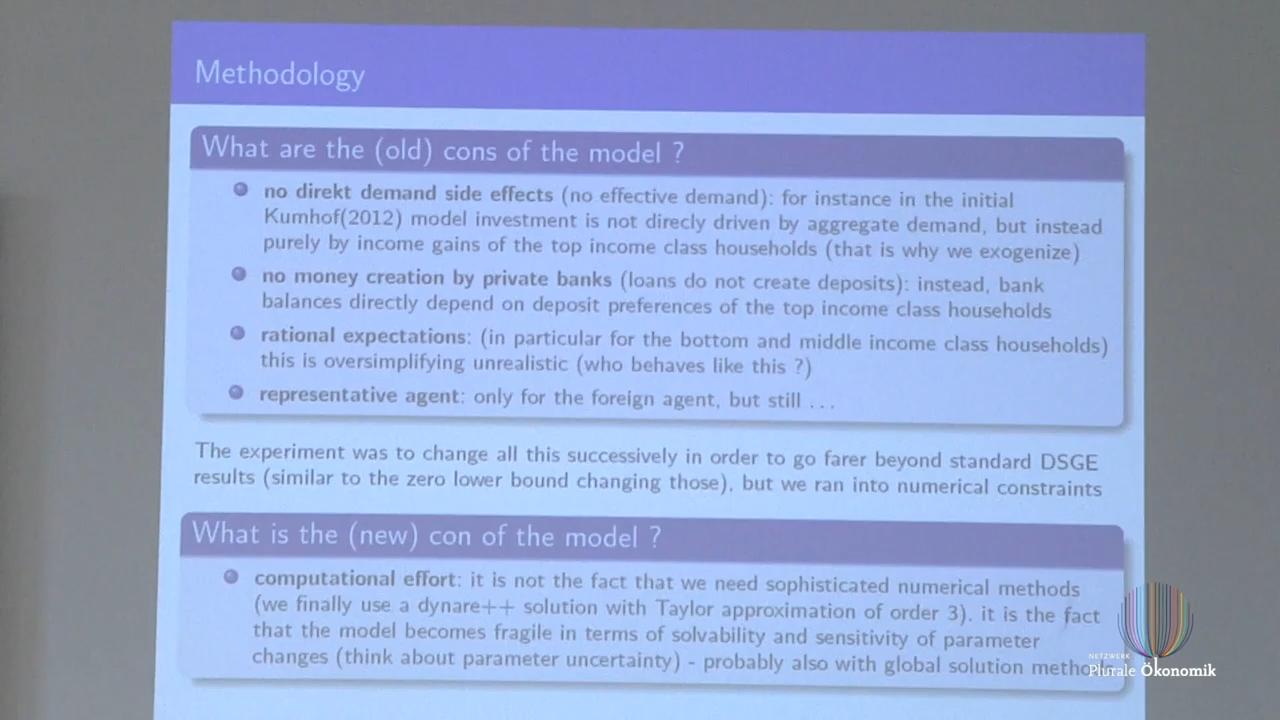 Methodology
What are the (old) cons of the model ?
no direkt demand side effects (no effective demand): for instance in the initial
Kumhof(2012) model investment is not direcly driven by aggregate demand, but instead
purely by income gains of the top income class households (that is why we exogenize)
no money creation by private banks (loans do not create deposits): instead, bank
balances directly depend on deposit preferences of the top income class households
rational expectations: (in particular for the bottom and middle income class households)
this is oversimplifying unrealistic (who behaves like this ?)
representative agent: only for the foreign agent, but still ...
The experiment was to change all this successively in order to go farer beyond standard DSGE
results (similar to the zero lower bound changing those), but we ran into numerical constraints
What is the (new) con of the model ?
computational effort: it is not the fact that we need sophisticated numerical methods
(we finally use a dynare++ solution with Taylor approximation of order 3). it is the fact
that the model becomes fragile in terms of solvability and sensitivity of parameter
changes (think about parameter uncertainty) - probably also with global solution
NETZWERK
Plurale Ökonomik